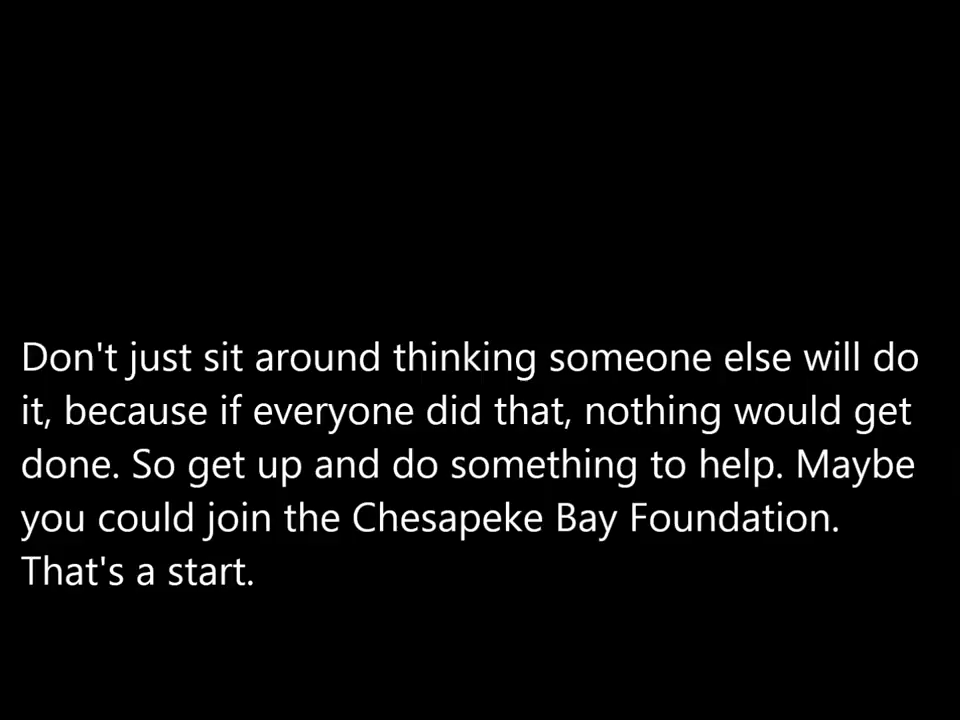 Don't just sit around thinking someone else will do
it, because if everyone did that, nothing would get
done. So get up and do something to help. Maybe
you could join the Chesapeke Bay Foundation.
That's a start.